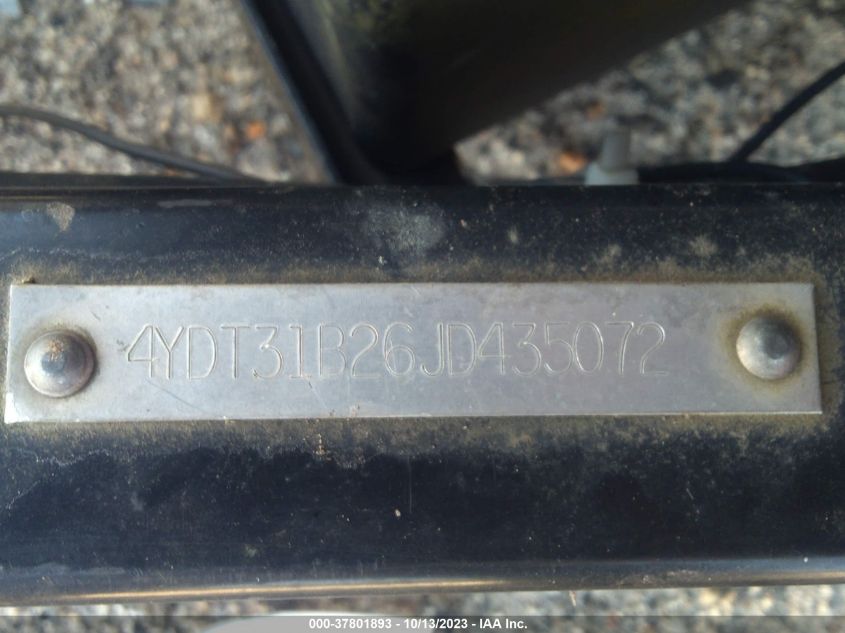 4YDT31B26JD435072
000-37801893 - 10/13/2023 - IAA Inc.